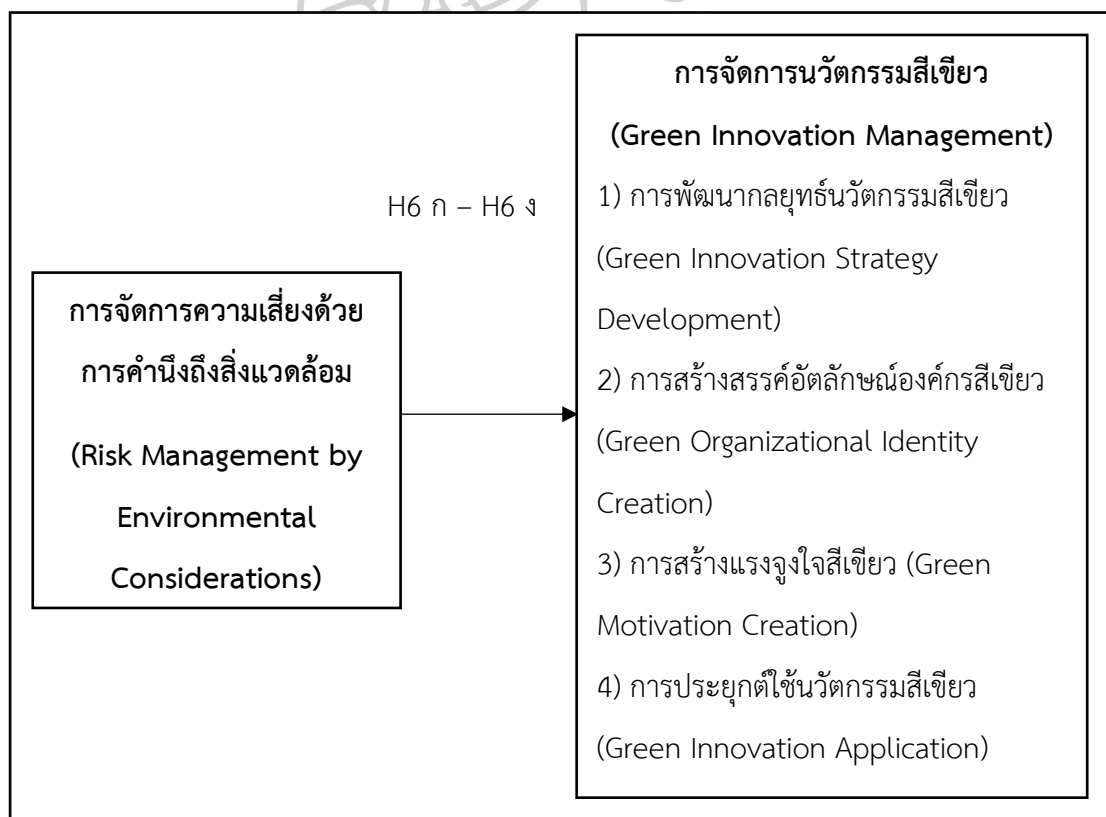 H6 ก – H6 ง
การจัดการความเสี่ยงด้วย
การคำนึงถึงสิ่งแวดล้อม
(Risk Management by
Environmental
Considerations)
การจัดการนวัตกรรมสีเขียว
(Green Innovation Management)
1) การพัฒนากลยุทธ์นวัตกรรมสีเขียว
(Green Innovation Strategy
Development)
2) การสร้างสรรค์อัตลักษณ์องค์กรสีเขียว
(Green Organizational Identity
Creation)
3) การสร้างแรงจูงใจสีเขียว (Green
Motivation Creation)
4) การประยุกต์ใช้นวัตกรรมสีเขียว
(Green Innovation Application)